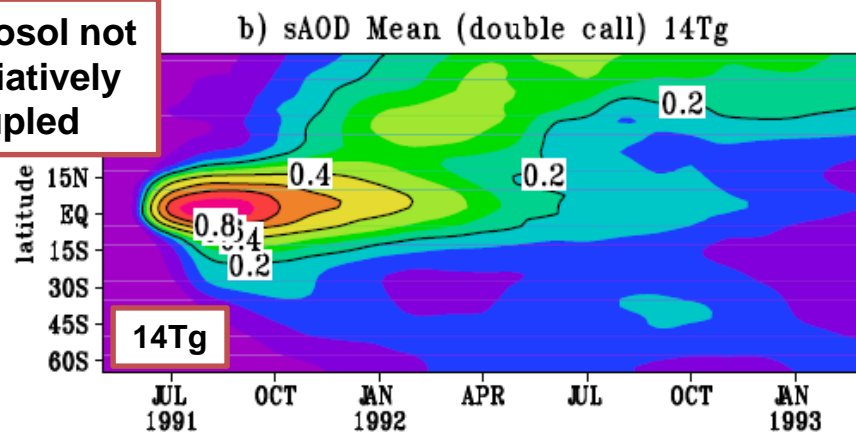 osol not
iatively
pled
b) sAOD Mean (double call) 14Tg
latitude
15N
EQ
15S
30S
45S
60S
0.2
0.4
0.2
0.8
0.2
14Tg
JUL
OCT
JAN
APR
JUL
OCT
JAN
1991
1992
1993